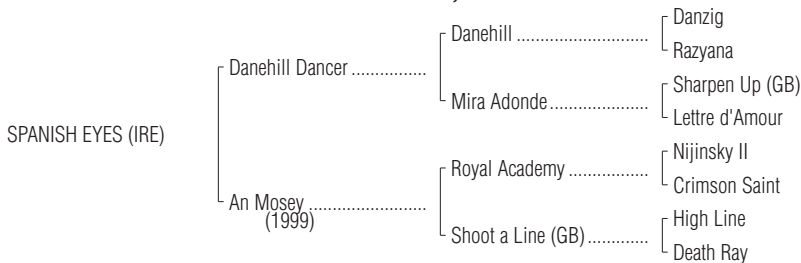 Danzig
Danehill ................................
Razyana
Danehill Dancer ................
Sharpen Up (GB)
Mira Adonde.......................
Lettre d'Amour
SPANISH EYES (IRE)
Nijinsky II
Royal Academy ...................
Crimson Saint
An Mosey ...........................
(1999)
High Line
Shoot a Line (GB)..............
Death Ray